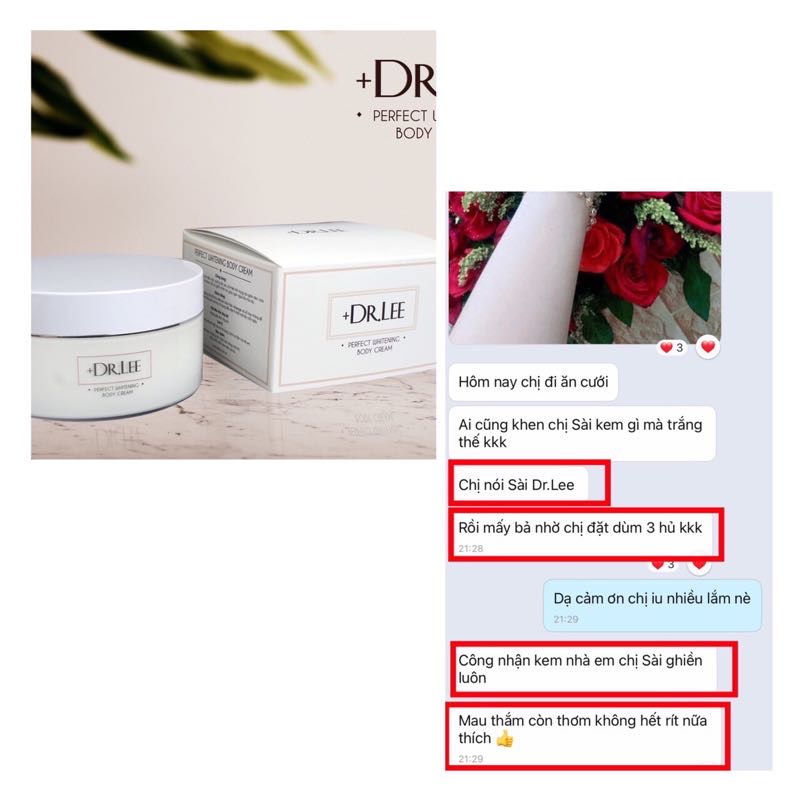 +DR.
PERFECT
BODY
+DR.LEE
PERFECT WHITENING BODY CREAM
+DR.LEE
• PERFECT WHITENING •
BODY CREAM
+DR.LEE
• PERFECT WHITENING •
BODY CREAM
3
Hôm nay chị đi ăn cưới
Ai cũng khen chị Sài kem gì mà trắng
thế kkk
Chị nói Sài Dr.Lee
Rồi mấy bả nhờ chị đặt dùm 3 hủ kkk
21:28
3
Dạ cảm ơn chị iu nhiều lắm nè
21:29
Công nhận kem nhà em chị Sài ghiền
luôn
Mau thấm còn thơm không hết rít nữa
thích 👍
21:29